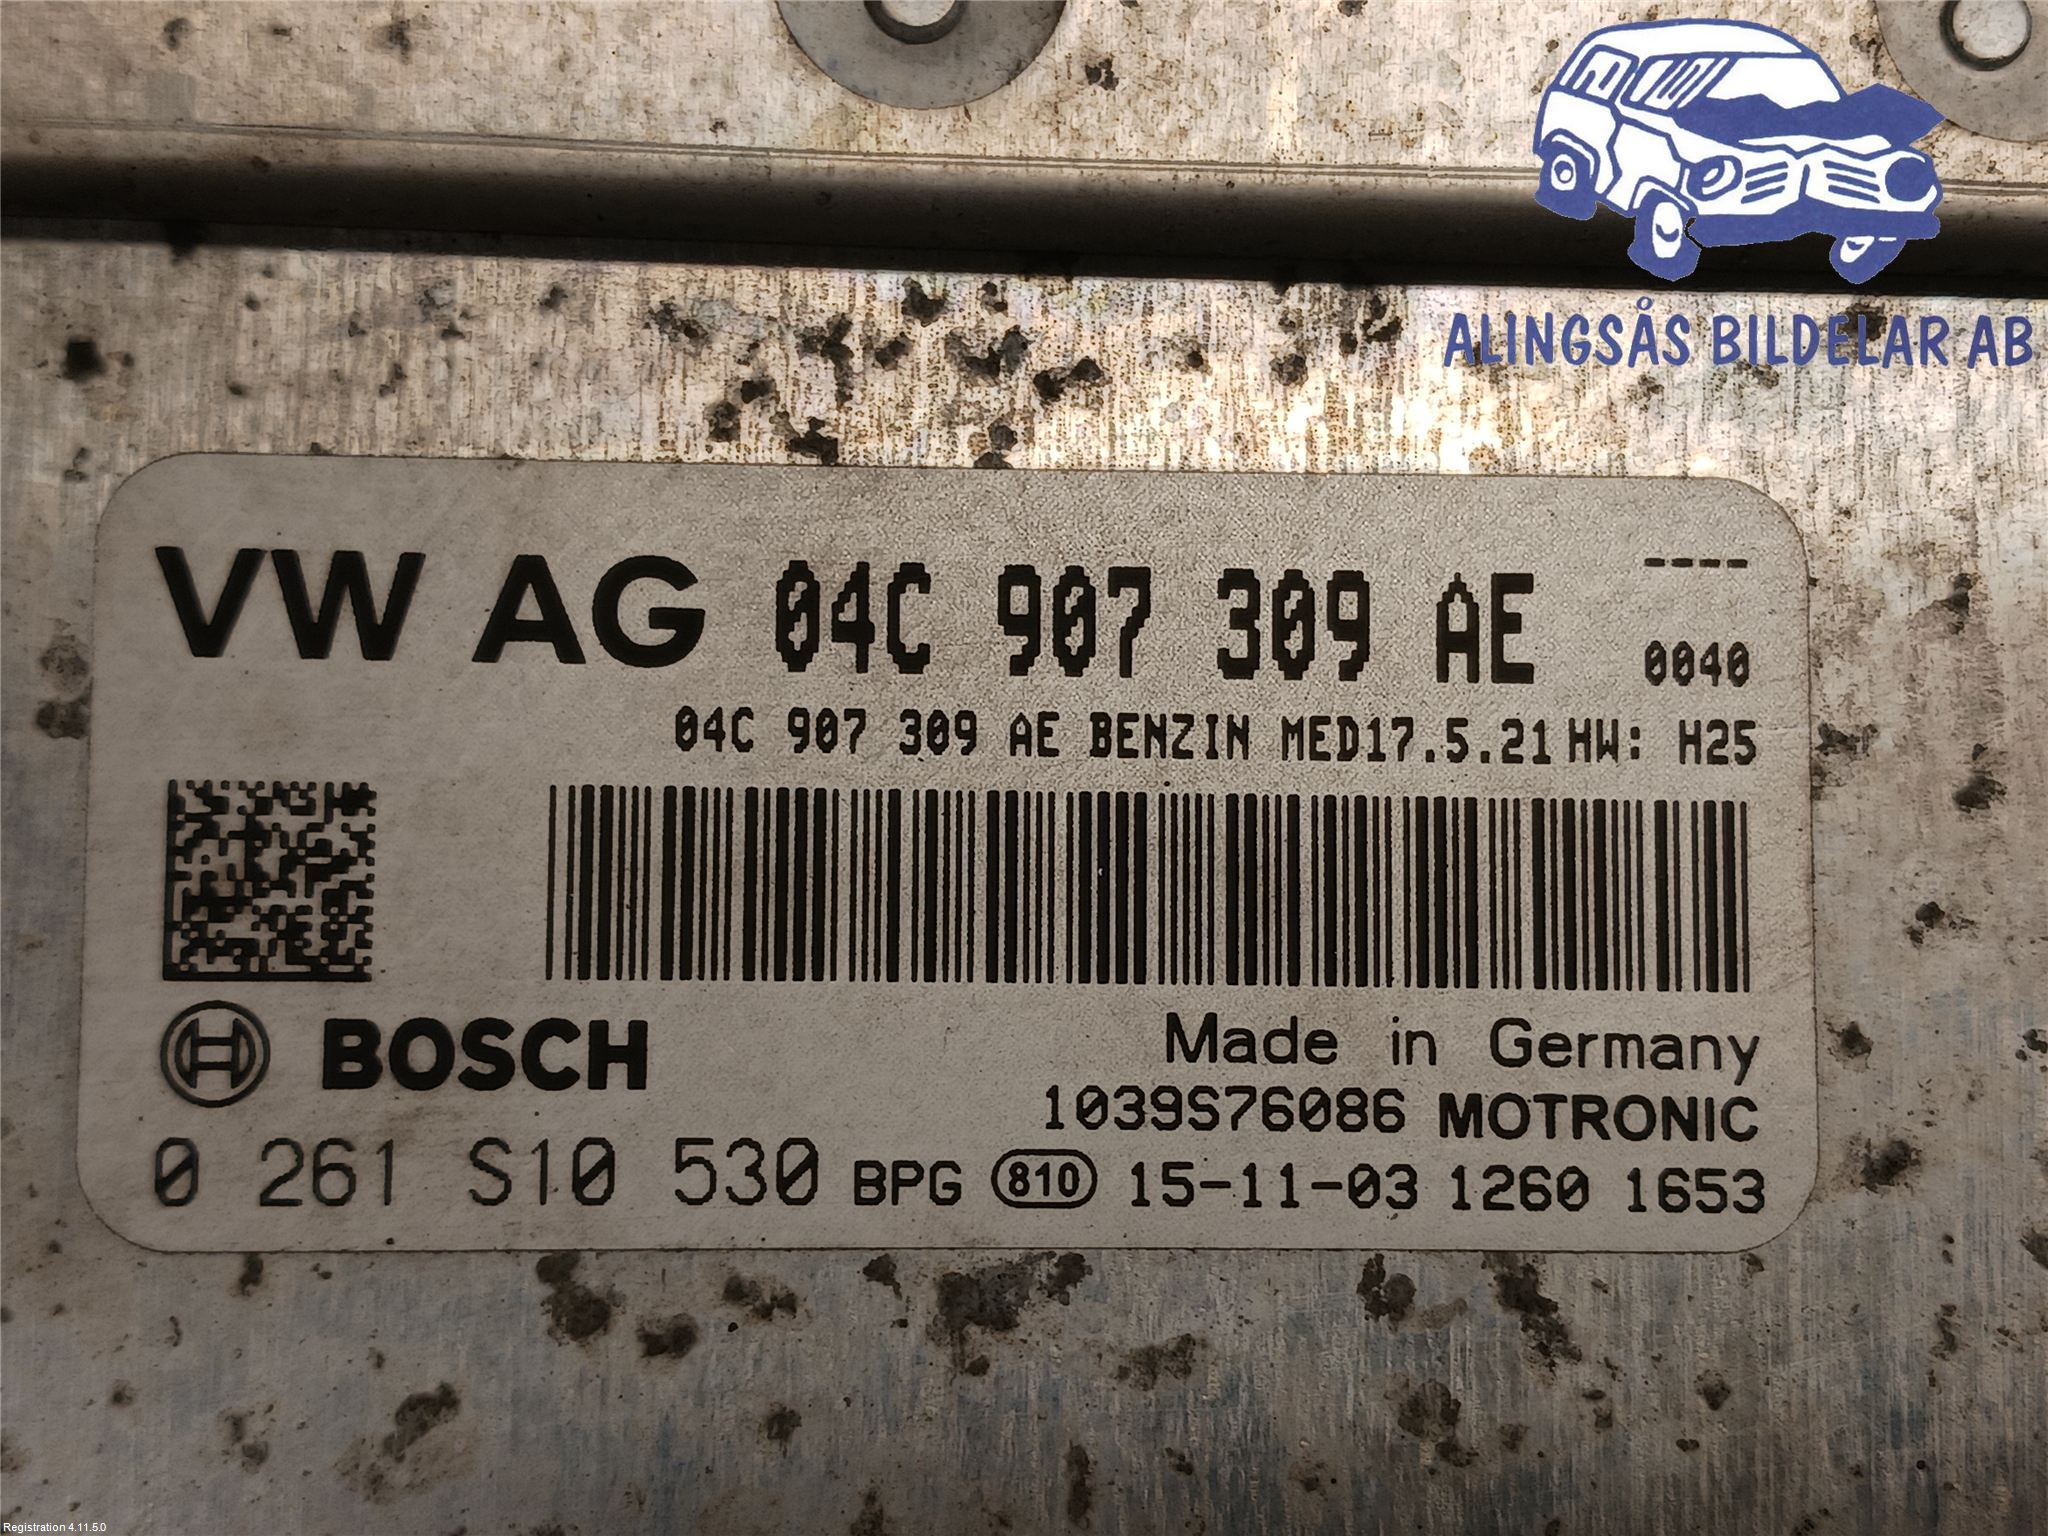 ALINGSÅS BILDELAR AB
VW AG 04C 907 309 AE ----
0040
04C 907 309 AE BENZIN MED17.5.21 HW: H25
BOSCH
Made in Germany
1039S76086 MOTRONIC
0 261 S10 530 BPG 810 15-11-03 1260 1653
Registration 4.11.5.0